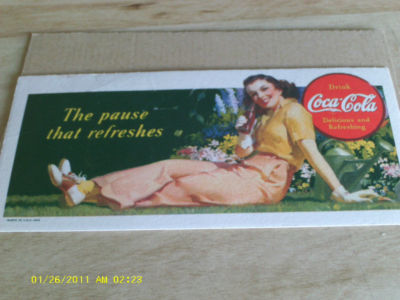 The pause
that refreshes
Drink
Coca-Cola
Delicious and
Refreshing
01/26/2011 AM 02:23